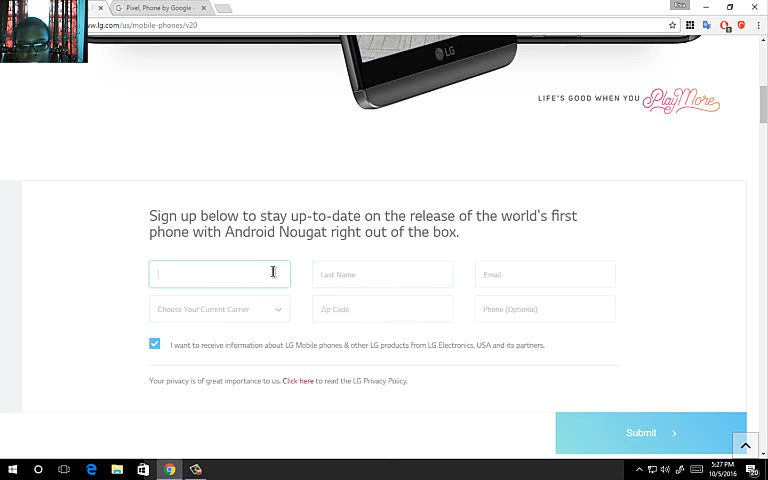 Pixel, Phone by Google -
Kira
w.lg.com/us/mobile-phones/v20
LG
LIFE'S GOOD WHEN YOU PlayMore
Sign up below to stay up-to-date on the release of the world's first
phone with Android Nougat right out of the box.
Last Name
Email
Choose Your Current Carrier
Zip Code
Phone (Optional)
I want to receive information about LG Mobile phones & other LG products from LG Electronics, USA and its partners.
Your privacy is of great importance to us. Click here to read the LG Privacy Policy.
Submit
5:27 PM
10/5/2016
20